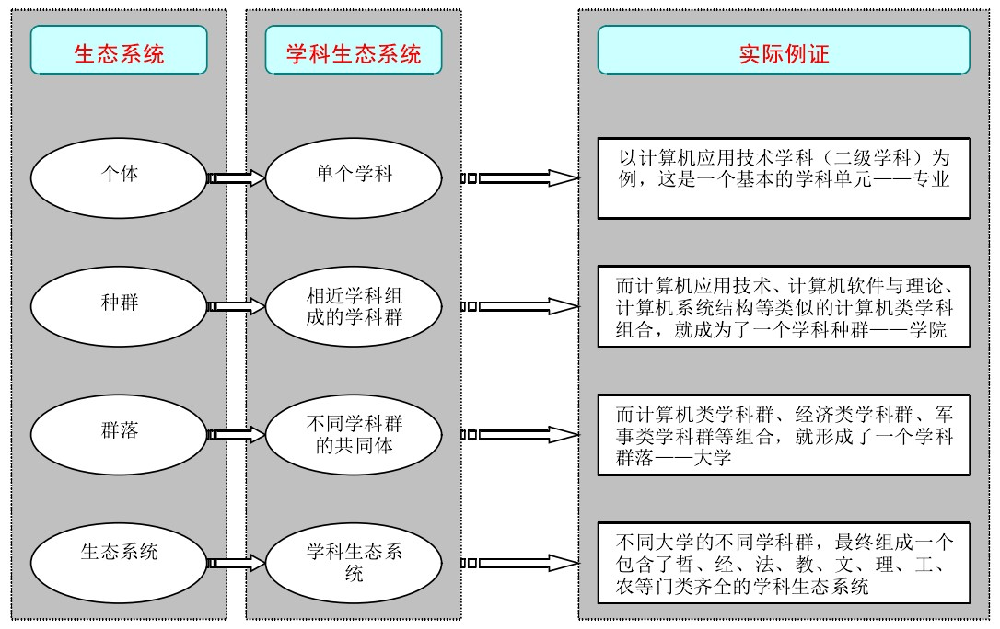 生态系统
学科生态系统
实际例证
个体
单个学科
以计算机应用技术学科（二级学科）为
例，这是一个基本的学科单元——专业
种群
相近学科组
成的学科群
而计算机应用技术、计算机软件与理论、
计算机系统结构等类似的计算机类学科
组合，就成为了一个学科种群——学院
群落
不同学科群
的共同体
而计算机类学科群、经济类学科群、军
事类学科群等组合，就形成了一个学科
群落——大学
生态系统
学科生态系
统
不同大学的不同学科群，最终组成一个
包含了哲、经、法、教、文、理、工、
农等门类齐全的学科生态系统